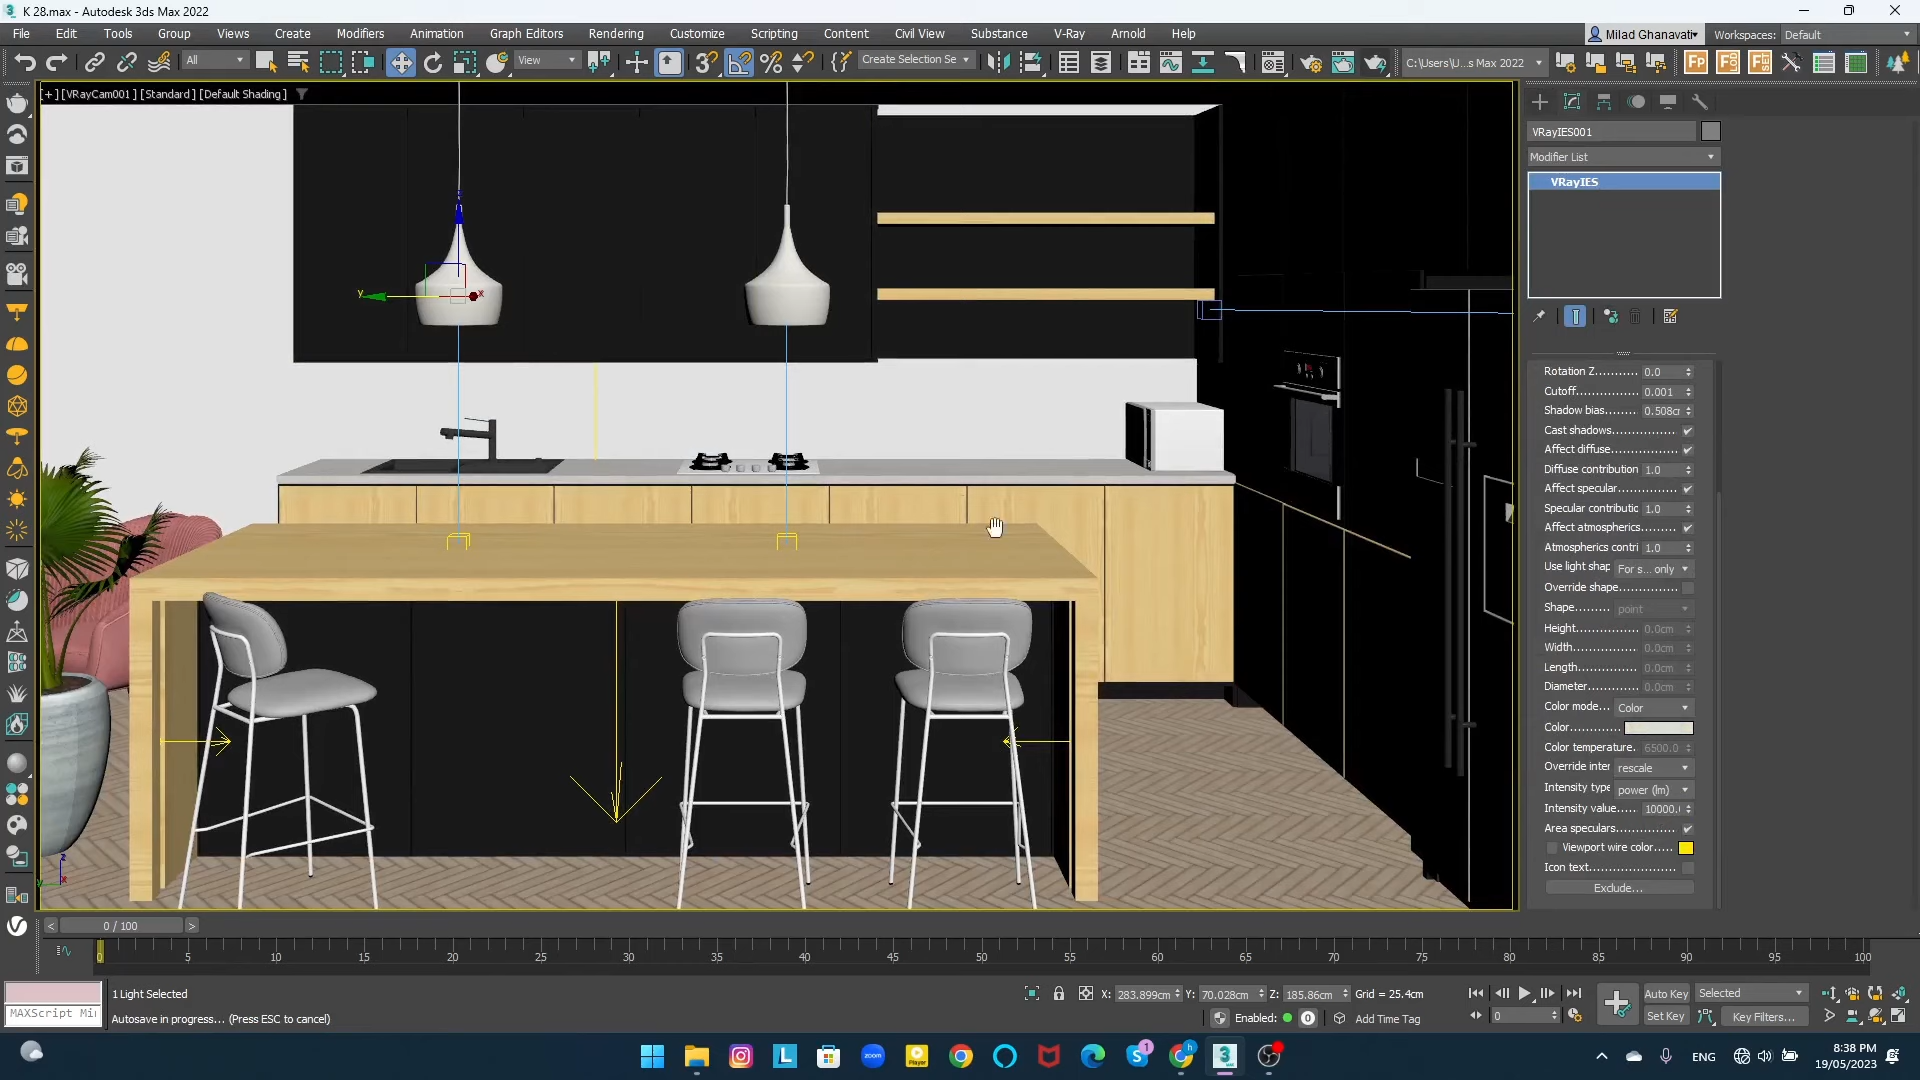 K 28.max - Autodesk 3ds Max 2022
File Edit Tools Group Views Create Modifiers Animation Graph Editors Rendering Customize Scripting Content Civil View Substance V-Ray Arnold Help
Milad Ghanavati
Workspaces: Default
All
View
Create Selection Se
C:\Users\U...s Max 2022
[+] [VRayCam001] [Standard] [Default Shading]
VRayIES001
Modifier List
VRayIES
Rotation Z........... 0.0
Cutoff................ 0.001
Shadow bias........ 0.508cr
Cast shadows................
Affect diffuse................
Diffuse contribution 1.0
Affect specular..............
Specular contributic 1.0
Affect atmospherics........
Atmospherics contri 1.0
Use light shap For s... only
Override shape...............
Shape......... point
Height................ 0.0cm
Width................. 0.0cm
Length................ 0.0cm
Diameter............. 0.0cm
Color mode... Color
Color.............
Color temperature. 6500.0
Override inter rescale
Intensity type power (lm)
Intensity value..... 10000.
Area speculars...............
Viewport wire color.....
Icon text......................
Exclude...
z
y
x
< 0 / 100 >
0 5 10 15 20 25 30 35 40 45 50 55 60 65 70 75 80 85 90 95 100
1 Light Selected
X: 283.899cm Y: 70.028cm Z: 185.86cm Grid = 25.4cm
Auto Key Selected
MAXScript Mi
Autosave in progress... (Press ESC to cancel)
Enabled: 0 Add Time Tag
0
Set Key Key Filters...
zoom
Player
1
h
3
ENG
8:38 PM
19/05/2023